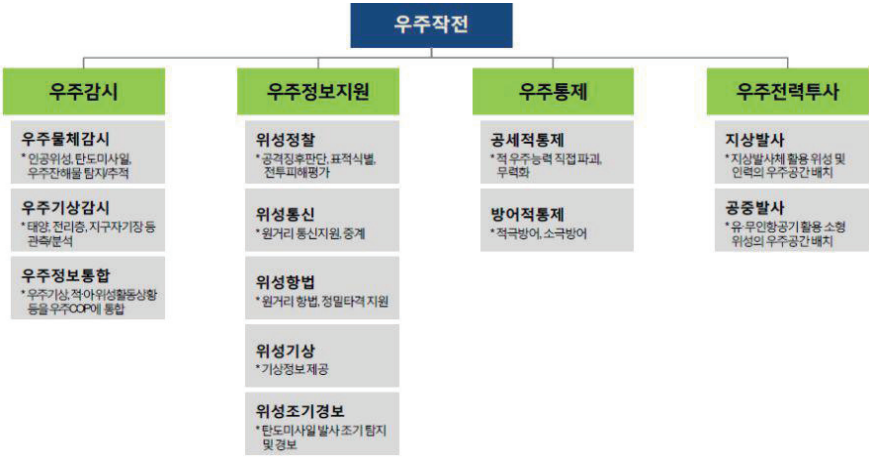 우주작전
우주감시
우주물체감시
* 인공위성, 탄도미사일,
우주잔해물 탐지/추적
우주기상감시
* 태양, 전리층, 지구자기장 등
관측/분석
우주정보통합
* 우주기상, 적·아 위성활동상황
등을 우주COP에 통합
우주정보지원
위성정찰
* 공격징후판단, 표적식별,
전투피해평가
위성통신
* 원거리 통신지원, 중계
위성항법
* 원거리 항법, 정밀타격 지원
위성기상
* 기상정보 제공
위성조기경보
* 탄도미사일 발사 조기 탐지
및 경보
우주통제
공세적통제
* 적 우주능력 직접 파괴,
무력화
방어적통제
* 적극방어, 소극방어
우주전력투사
지상발사
* 지상발사체 활용 위성 및
인력의 우주공간 배치
공중발사
* 유·무인항공기 활용 소형
위성의 우주공간 배치